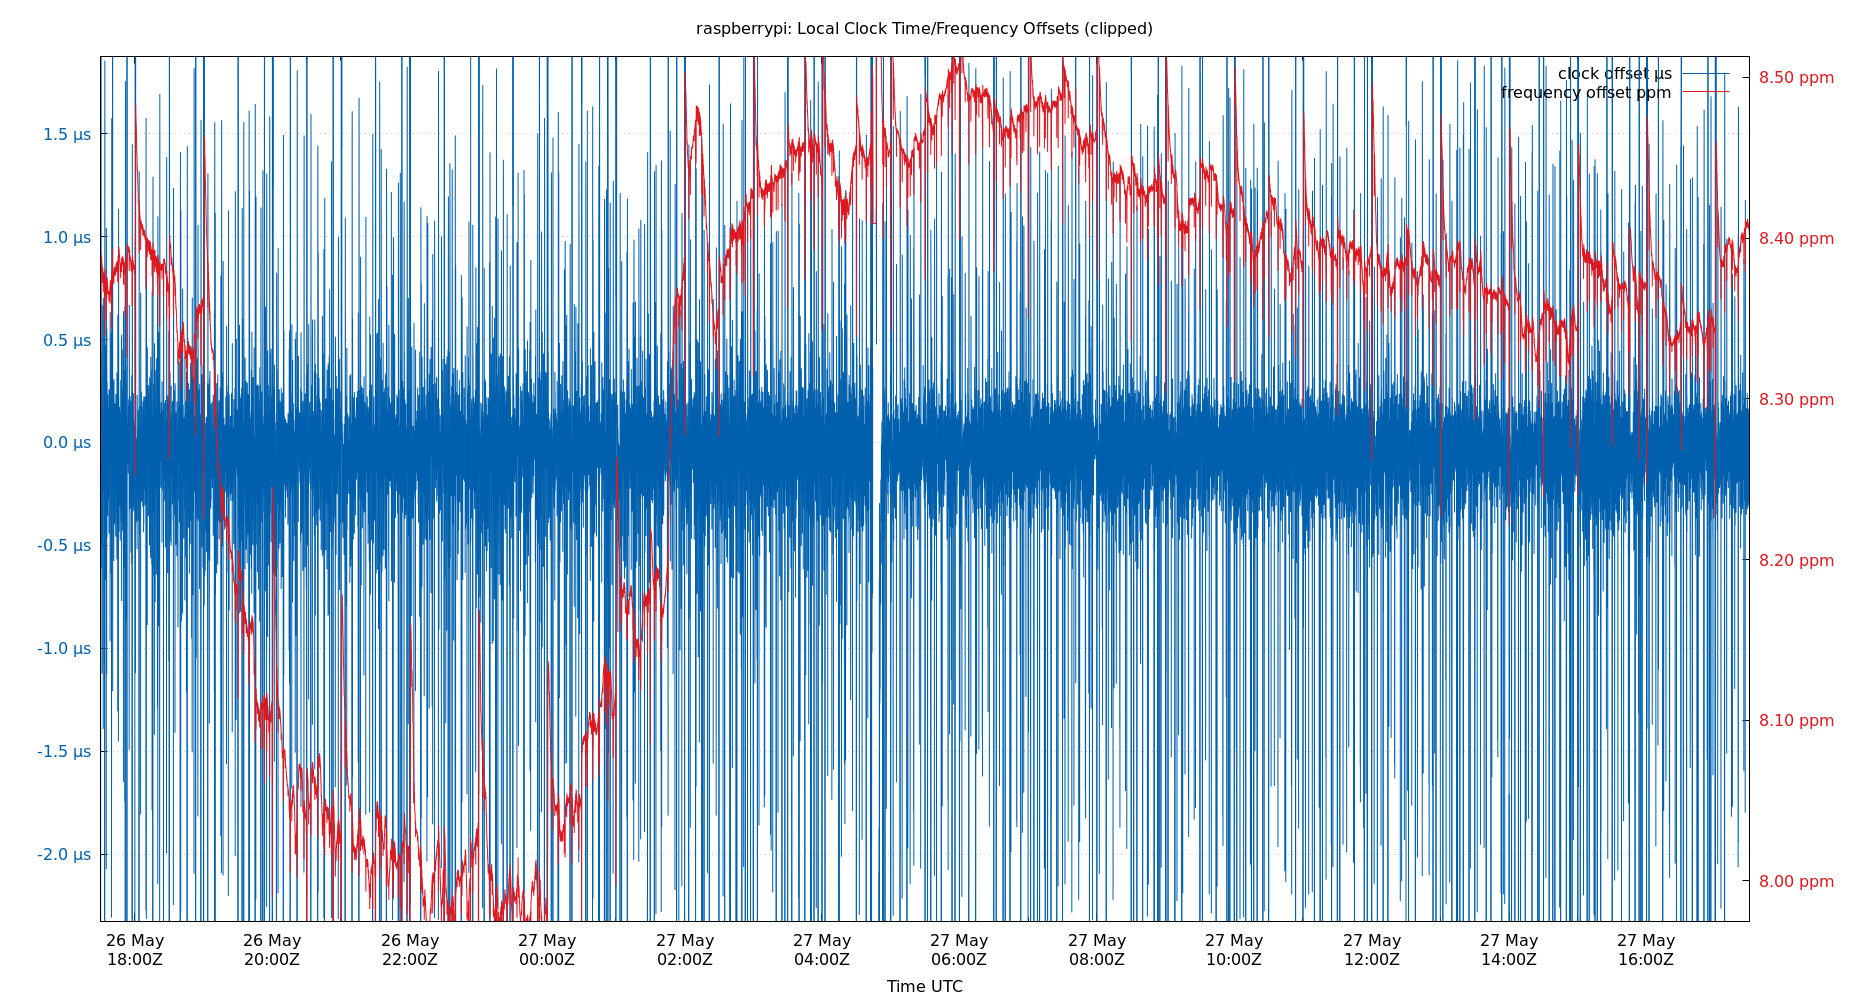 raspberrypi: Local Clock Time/Frequency Offsets (clipped)
clock offset µs
frequency offset ppm
1.5 µs
1.0 µs
0.5 µs
0.0 µs
-0.5 µs
-1.0 µs
-1.5 µs
-2.0 µs
8.50 ppm
8.40 ppm
8.30 ppm
8.20 ppm
8.10 ppm
8.00 ppm
26 May 26 May 26 May 27 May 27 May 27 May 27 May 27 May 27 May 27 May 27 May 27 May
18:00Z 20:00Z 22:00Z 00:00Z 02:00Z 04:00Z 06:00Z 08:00Z 10:00Z 12:00Z 14:00Z 16:00Z
Time UTC